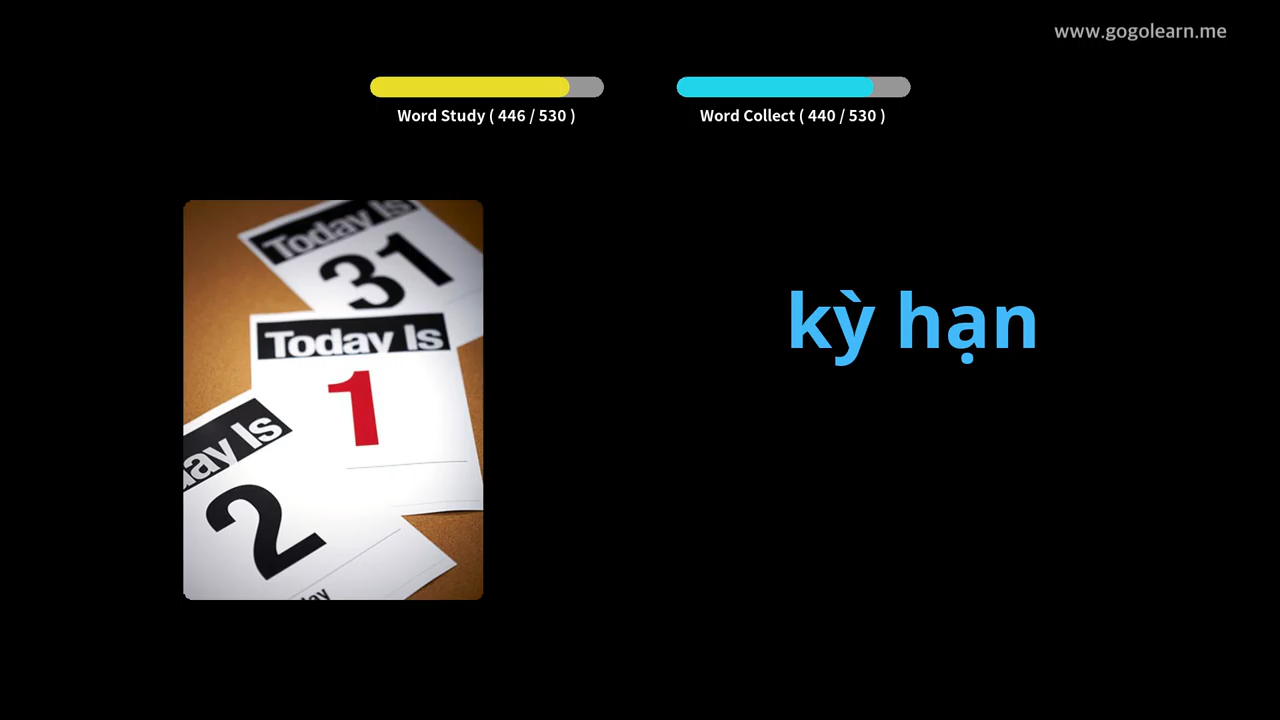 www.gogolearn.me
Word Study ( 446 / 530 )
Word Collect ( 440 / 530 )
Today Is
31
Today Is
1
kỳ hạn
ay Is
2